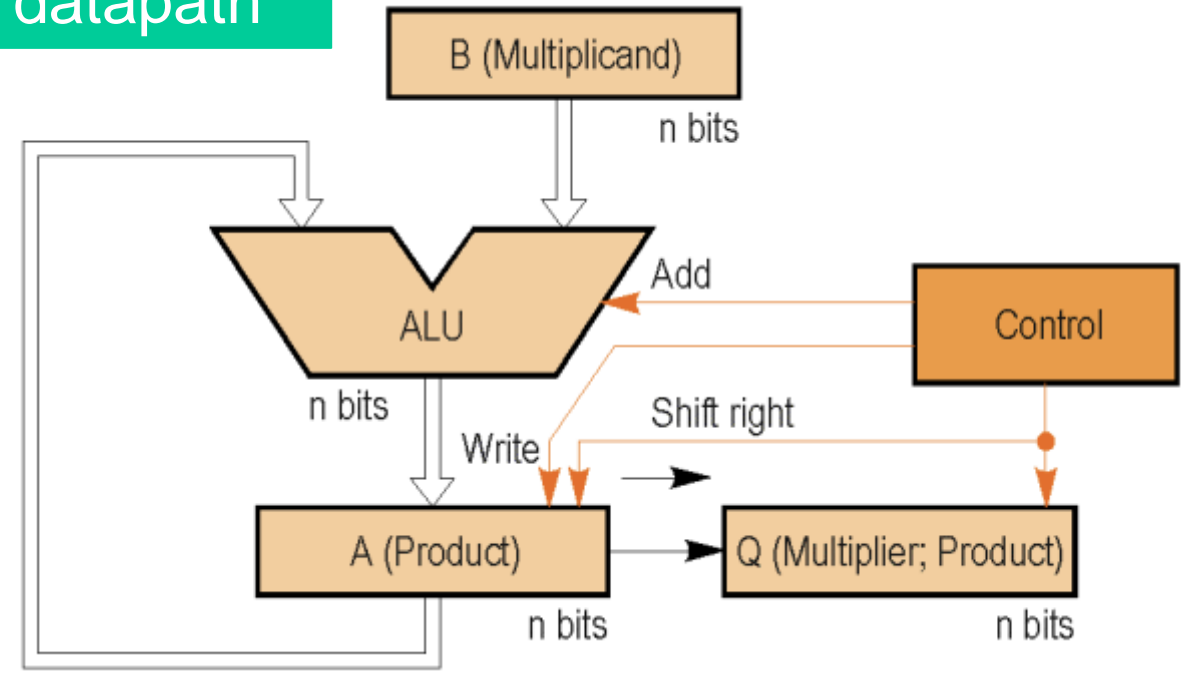 datapath
B (Multiplicand)
n bits
Add
ALU
Control
n bits
Shift right
Write
A (Product)
Q (Multiplier; Product)
n bits
n bits